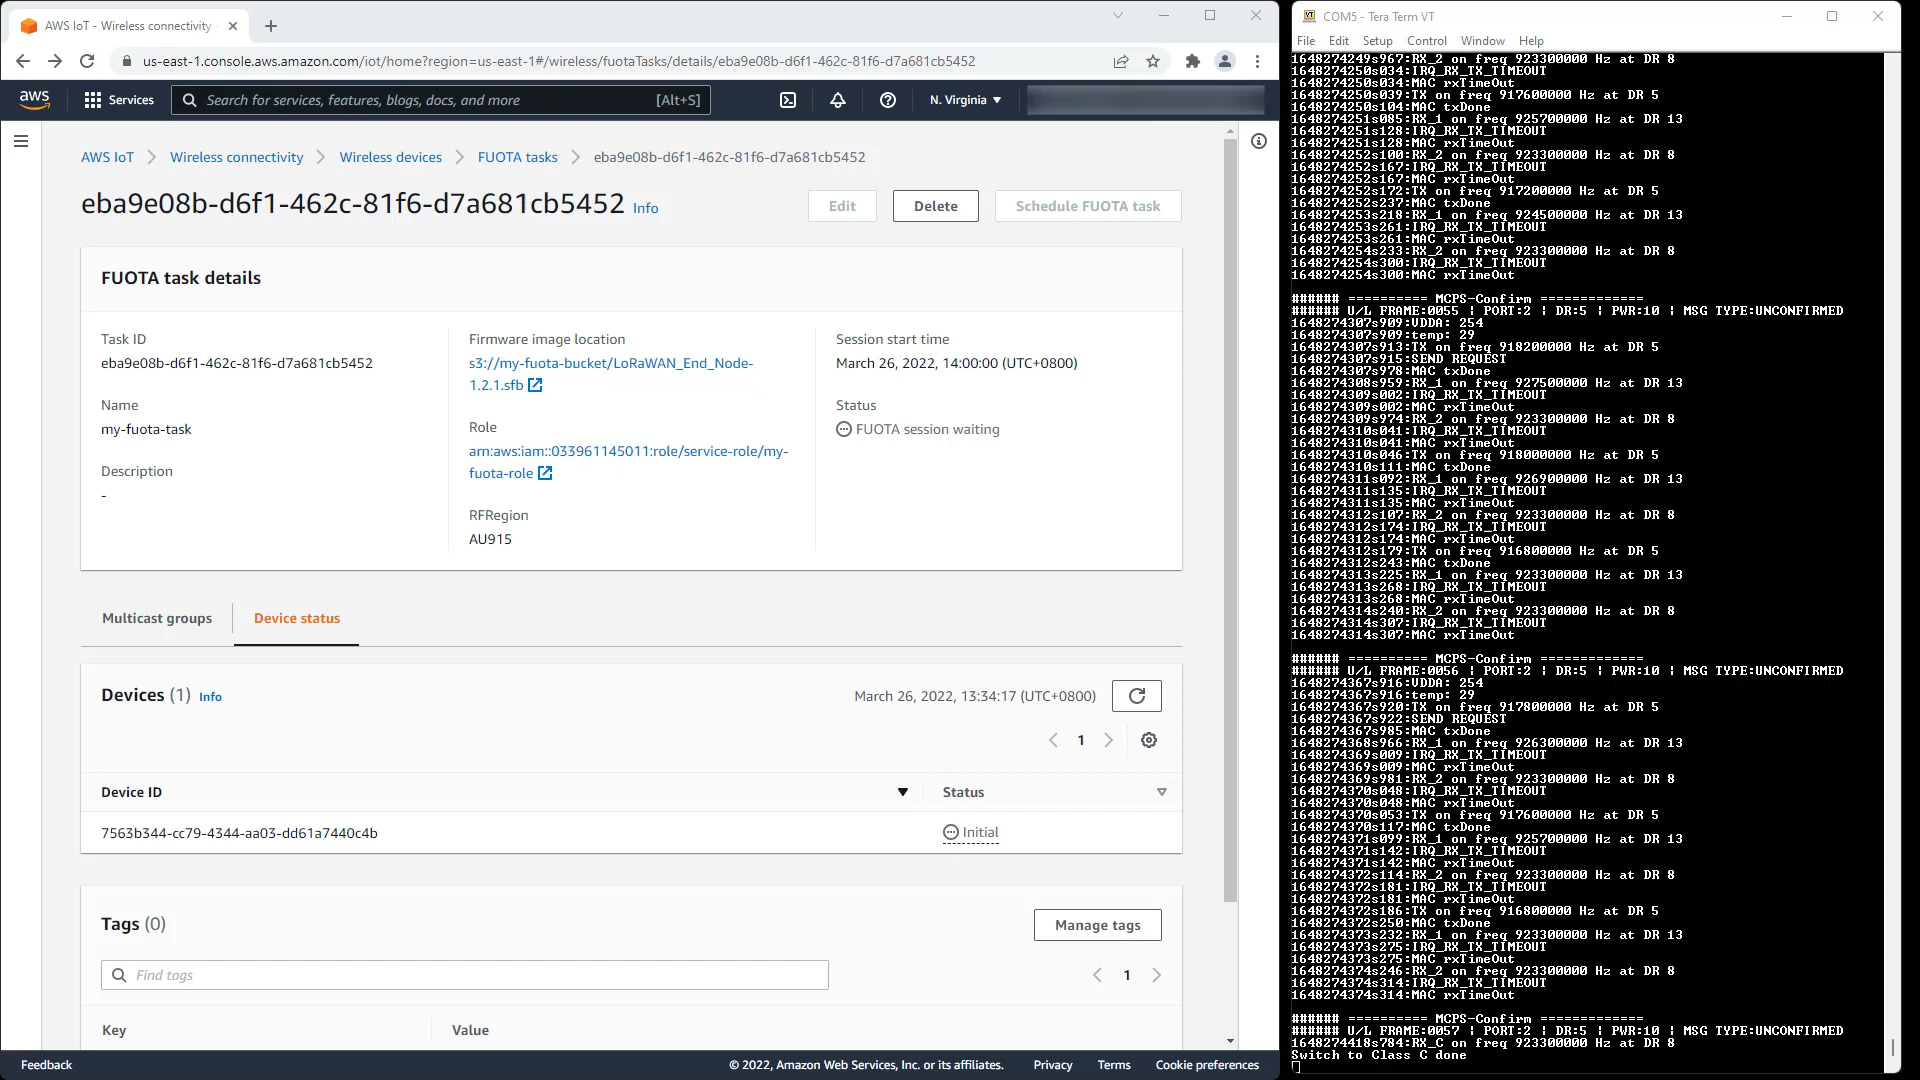 AWS IoT - Wireless connectivity
us-east-1.console.aws.amazon.com/iot/home?region=us-east-1#/wireless/fuotaTasks/details/eba9e08b-d6f1-462c-81f6-d7a681cb5452
aws
Services
Search for services, features, blogs, docs, and more
[Alt+S]
N. Virginia
AWS IoT
Wireless connectivity
Wireless devices
FUOTA tasks
eba9e08b-d6f1-462c-81f6-d7a681cb5452
eba9e08b-d6f1-462c-81f6-d7a681cb5452 Info
Edit
Delete
Schedule FUOTA task
FUOTA task details
Task ID
eba9e08b-d6f1-462c-81f6-d7a681cb5452
Name
my-fuota-task
Description
-
Firmware image location
s3://my-fuota-bucket/LoRaWAN_End_Node-
1.2.1.sfb
Role
arn:aws:iam::033961145011:role/service-role/my-
fuota-role
RFRegion
AU915
Session start time
March 26, 2022, 14:00:00 (UTC+0800)
Status
FUOTA session waiting
Multicast groups
Device status
Devices (1) Info
March 26, 2022, 13:34:17 (UTC+0800)
1
Device ID
Status
7563b344-cc79-4344-aa03-dd61a7440c4b
Initial
Tags (0)
Manage tags
Find tags
1
Key
Value
Feedback
© 2022, Amazon Web Services, Inc. or its affiliates.
Privacy
Terms
Cookie preferences
COM5 - Tera Term VT
File Edit Setup Control Window Help
1648274249s967:RX_2 on freq 923300000 Hz at DR 8
1648274250s034:IRQ_RX_TX_TIMEOUT
1648274250s034:MAC rxTimeOut
1648274250s039:TX on freq 917600000 Hz at DR 5
1648274250s104:MAC txDone
1648274251s085:RX_1 on freq 925700000 Hz at DR 13
1648274251s128:IRQ_RX_TX_TIMEOUT
1648274251s128:MAC rxTimeOut
1648274252s100:RX_2 on freq 923300000 Hz at DR 8
1648274252s167:IRQ_RX_TX_TIMEOUT
1648274252s167:MAC rxTimeOut
1648274252s172:TX on freq 917200000 Hz at DR 5
1648274252s237:MAC txDone
1648274253s218:RX_1 on freq 924500000 Hz at DR 13
1648274253s261:IRQ_RX_TX_TIMEOUT
1648274253s261:MAC rxTimeOut
1648274254s233:RX_2 on freq 923300000 Hz at DR 8
1648274254s300:IRQ_RX_TX_TIMEOUT
1648274254s300:MAC rxTimeOut
###### ========== MCPS-Confirm =============
###### U/L FRAME:0055 | PORT:2 | DR:5 | PWR:10 | MSG TYPE:UNCONFIRMED
1648274307s909:VDDA: 254
1648274307s909:temp: 29
1648274307s913:TX on freq 918200000 Hz at DR 5
1648274307s915:SEND REQUEST
1648274307s978:MAC txDone
1648274308s959:RX_1 on freq 927500000 Hz at DR 13
1648274309s002:IRQ_RX_TX_TIMEOUT
1648274309s002:MAC rxTimeOut
1648274309s974:RX_2 on freq 923300000 Hz at DR 8
1648274310s041:IRQ_RX_TX_TIMEOUT
1648274310s041:MAC rxTimeOut
1648274310s046:TX on freq 918000000 Hz at DR 5
1648274310s111:MAC txDone
1648274311s092:RX_1 on freq 926900000 Hz at DR 13
1648274311s135:IRQ_RX_TX_TIMEOUT
1648274311s135:MAC rxTimeOut
1648274312s107:RX_2 on freq 923300000 Hz at DR 8
1648274312s174:IRQ_RX_TX_TIMEOUT
1648274312s174:MAC rxTimeOut
1648274312s179:TX on freq 916800000 Hz at DR 5
1648274312s243:MAC txDone
1648274313s225:RX_1 on freq 923300000 Hz at DR 13
1648274313s268:IRQ_RX_TX_TIMEOUT
1648274313s268:MAC rxTimeOut
1648274314s240:RX_2 on freq 923300000 Hz at DR 8
1648274314s307:IRQ_RX_TX_TIMEOUT
1648274314s307:MAC rxTimeOut
###### ========== MCPS-Confirm =============
###### U/L FRAME:0056 | PORT:2 | DR:5 | PWR:10 | MSG TYPE:UNCONFIRMED
1648274367s916:VDDA: 254
1648274367s916:temp: 29
1648274367s920:TX on freq 917800000 Hz at DR 5
1648274367s922:SEND REQUEST
1648274367s985:MAC txDone
1648274368s966:RX_1 on freq 926300000 Hz at DR 13
1648274369s009:IRQ_RX_TX_TIMEOUT
1648274369s009:MAC rxTimeOut
1648274369s981:RX_2 on freq 923300000 Hz at DR 8
1648274370s048:IRQ_RX_TX_TIMEOUT
1648274370s048:MAC rxTimeOut
1648274370s053:TX on freq 917600000 Hz at DR 5
1648274370s117:MAC txDone
1648274371s099:RX_1 on freq 925700000 Hz at DR 13
1648274371s142:IRQ_RX_TX_TIMEOUT
1648274371s142:MAC rxTimeOut
1648274372s114:RX_2 on freq 923300000 Hz at DR 8
1648274372s181:IRQ_RX_TX_TIMEOUT
1648274372s181:MAC rxTimeOut
1648274372s186:TX on freq 916800000 Hz at DR 5
1648274372s250:MAC txDone
1648274373s232:RX_1 on freq 923300000 Hz at DR 13
1648274373s275:IRQ_RX_TX_TIMEOUT
1648274373s275:MAC rxTimeOut
1648274374s246:RX_2 on freq 923300000 Hz at DR 8
1648274374s314:IRQ_RX_TX_TIMEOUT
1648274374s314:MAC rxTimeOut
###### ========== MCPS-Confirm =============
###### U/L FRAME:0057 | PORT:2 | DR:5 | PWR:10 | MSG TYPE:UNCONFIRMED
1648274418s784:RX_C on freq 923300000 Hz at DR 8
Switch to Class C done